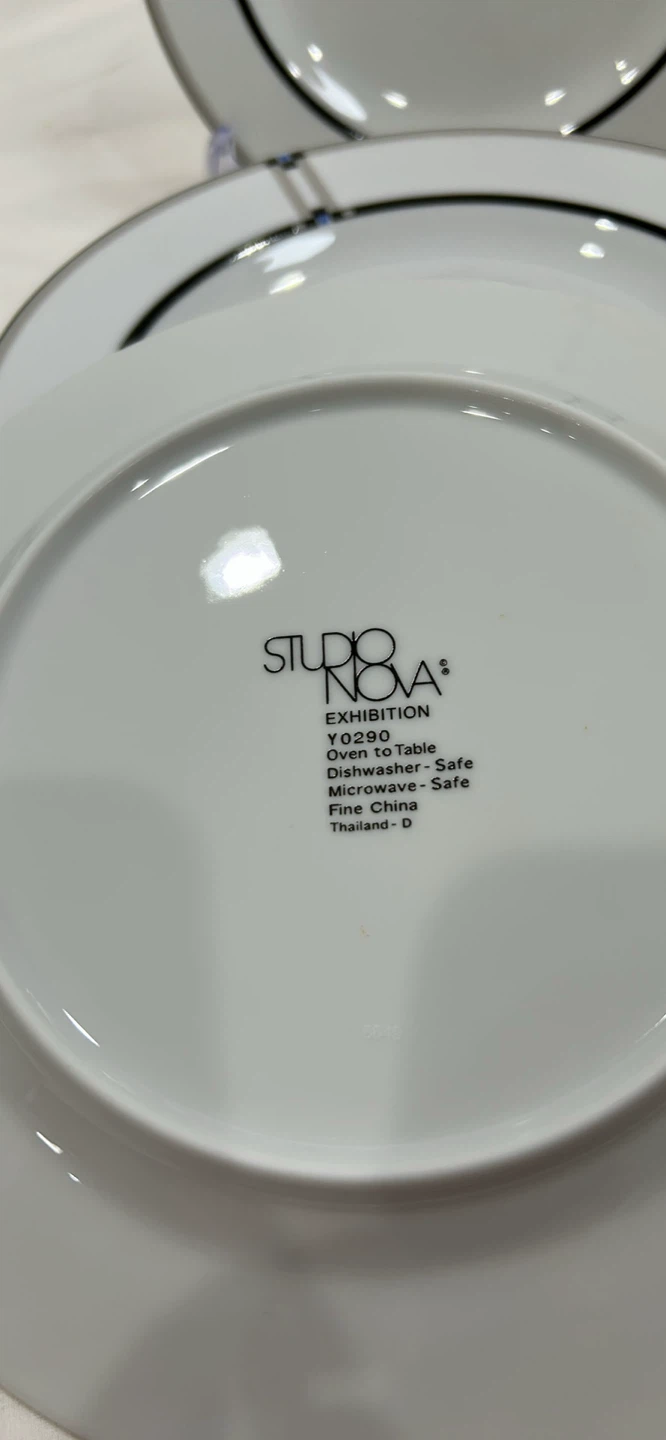 STUDIO
NOVA ©®
EXHIBITION
Y0290
Oven to Table
Dishwasher - Safe
Microwave - Safe
Fine China
Thailand - D